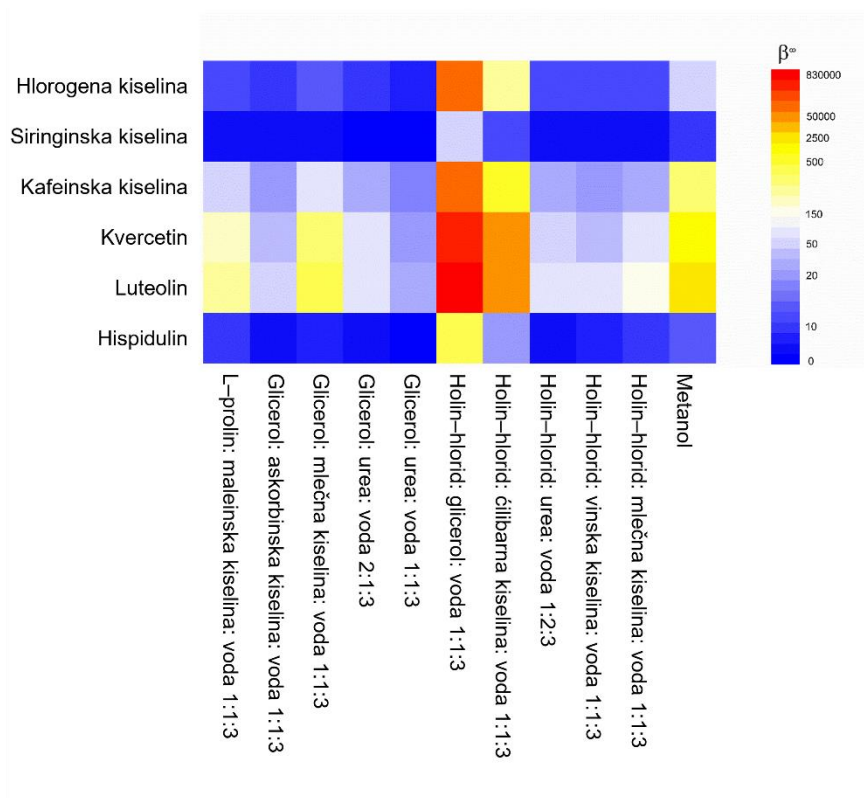 β∞
Hlorogena kiselina
Siringinska kiselina
Kafeinska kiselina
Kvercetin
Luteolin
Hispidulin
830000
50000
2500
500
150
50
20
10
0
L–prolin: maleinska kiselina: voda 1:1:3
Glicerol: askorbinska kiselina: voda 1:1:3
Glicerol: mlečna kiselina: voda 1:1:3
Glicerol: urea: voda 2:1:3
Glicerol: urea: voda 1:1:3
Holin–hlorid: glicerol: voda 1:1:3
Holin–hlorid: ćilibarna kiselina: voda 1:1:3
Holin–hlorid: urea: voda 1:2:3
Holin–hlorid: vinska kiselina: voda 1:1:3
Holin–hlorid: mlečna kiselina: voda 1:1:3
Metanol